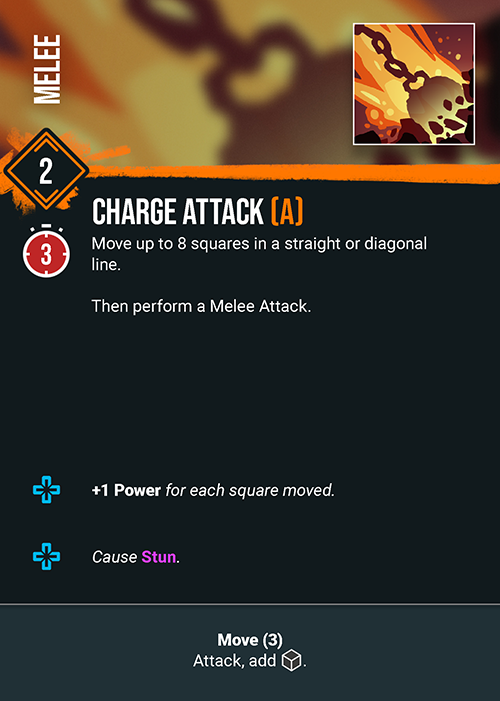 MELEE
2
CHARGE ATTACK (A)
3
Move up to 8 squares in a straight or diagonal
line.
Then perform a Melee Attack.
+1 Power for each square moved.
Cause Stun.
Move (3)
Attack, add .